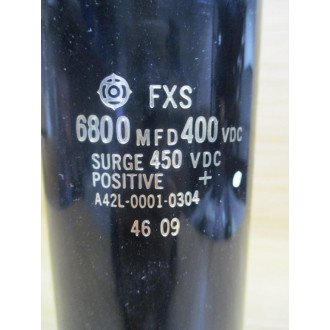 FXS
6800 MFD 400 VDC
SURGE 450 VDC
POSITIVE +
A42L-0001-0304
46 09